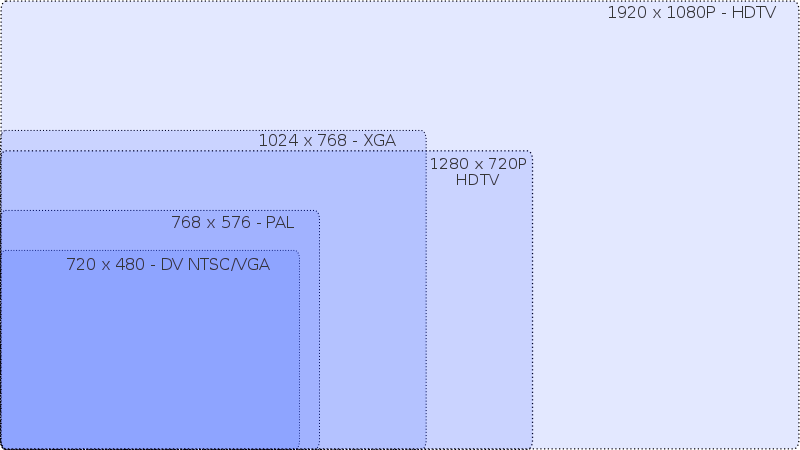 1920 x 1080P - HDTV
1024 x 768 - XGA
1280 x 720P
HDTV
768 x 576 - PAL
720 x 480 - DV NTSC/VGA